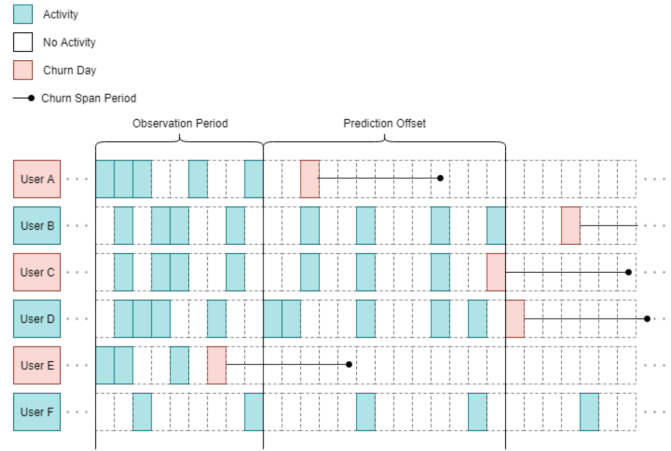 Activity
No Activity
Churn Day
Churn Span Period
Observation Period
Prediction Offset
User A
User B
User C
User D
User E
User F